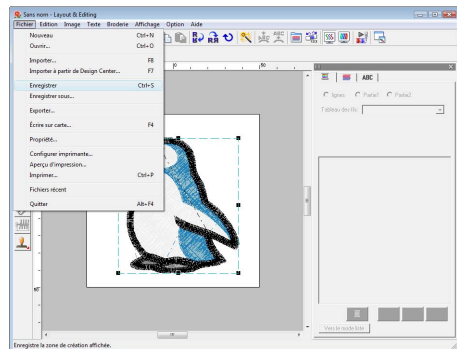 Sans nom - Layout & Editing
Fichier Edition Image Texte Broderie Affichage Option Aide
Nouveau Ctrl+N
Ouvrir... Ctrl+O
Importer... F8
Importer à partir de Design Center... F7
Enregistrer Ctrl+S
Enregistrer sous...
Exporter...
Écrire sur carte... F4
Propriété...
Configurer imprimante...
Aperçu d'impression...
Imprimer... Ctrl+P
Fichiers récent
Quitter Alt+F4
ABC
lignes Partie1 Partie2
Tableau des fils:
Vers le mode liste
Enregistre la zone de création affichée.